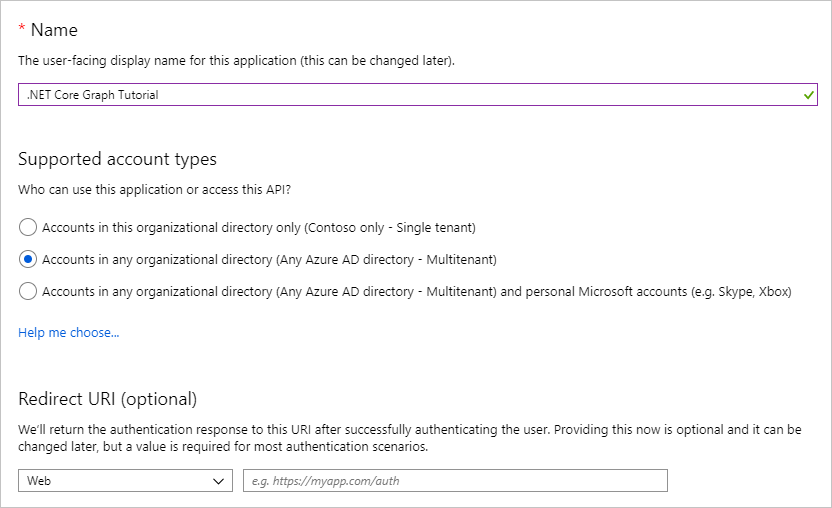 * Name
The user-facing display name for this application (this can be changed later).
.NET Core Graph Tutorial
Supported account types
Who can use this application or access this API?
Accounts in this organizational directory only (Contoso only - Single tenant)
Accounts in any organizational directory (Any Azure AD directory - Multitenant)
Accounts in any organizational directory (Any Azure AD directory - Multitenant) and personal Microsoft accounts (e.g. Skype, Xbox)
Help me choose...
Redirect URI (optional)
We'll return the authentication response to this URI after successfully authenticating the user. Providing this now is optional and it can be
changed later, but a value is required for most authentication scenarios.
Web
e.g. https://myapp.com/auth